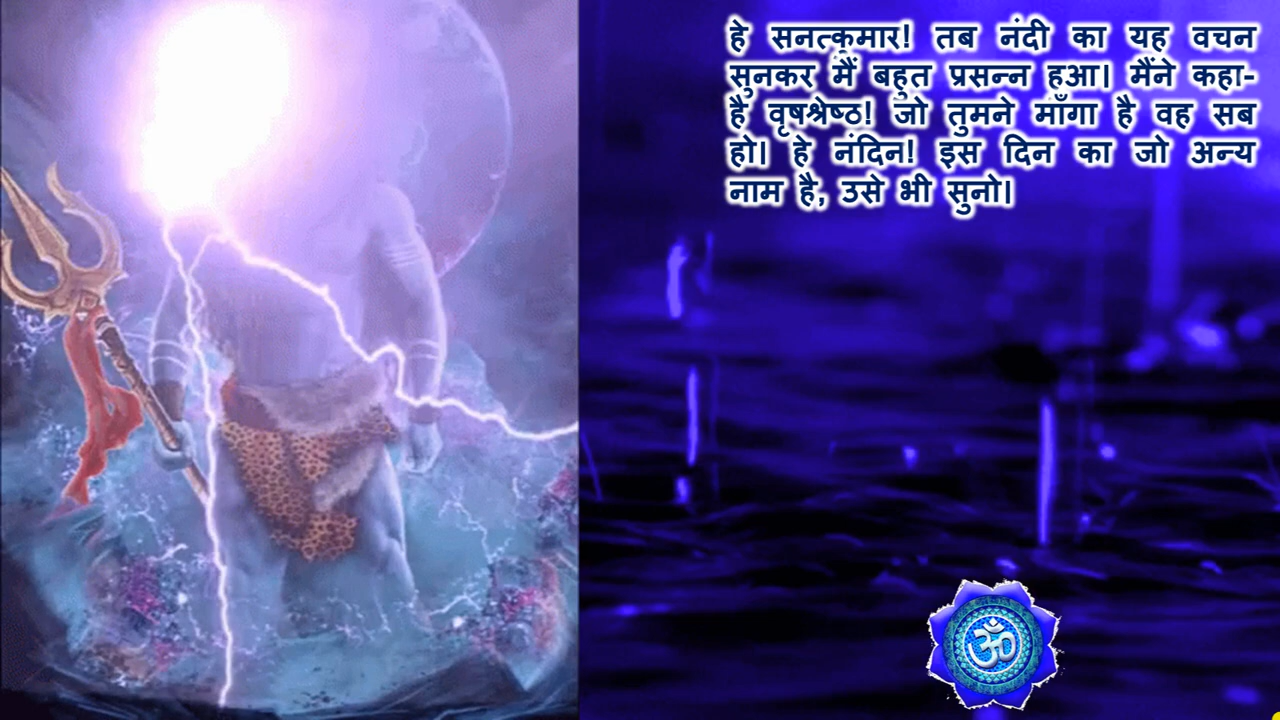 हे सनत्कुमार! तब नंदी का यह वचन
सुनकर मैं बहुत प्रसन्न हुआ। मैंने कहा-
है वृषश्रेष्ठ! जो तुमने माँगा है वह सब
हो। हे नंदिन! इस दिन का जो अन्य
नाम है, उसे भी सुनो।
ॐ